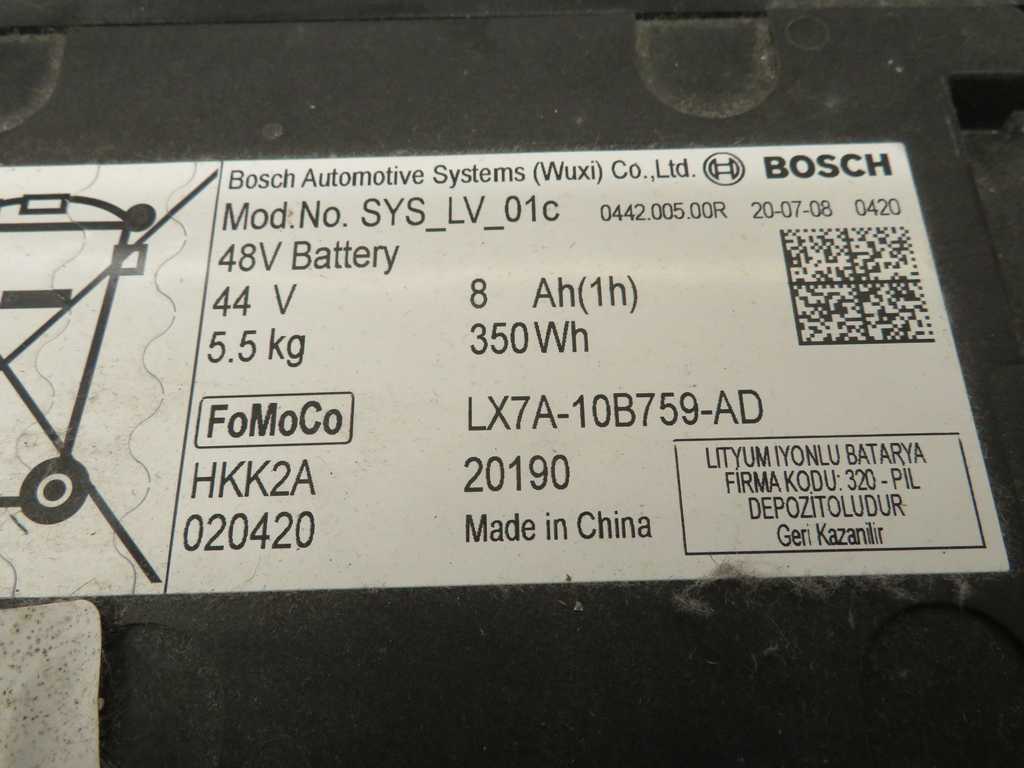 Bosch Automotive Systems (Wuxi) Co.,Ltd. BOSCH
Mod.No. SYS_LV_01c 0442.005.00R 20-07-08 0420
48V Battery
44 V 8 Ah(1h)
5.5 kg 350Wh
FoMoCo LX7A-10B759-AD
HKK2A 20190
020420 Made in China
LITYUM IYONLU BATARYA
FIRMA KODU: 320 - PIL
DEPOZITOLUDUR
Geri Kazanilir